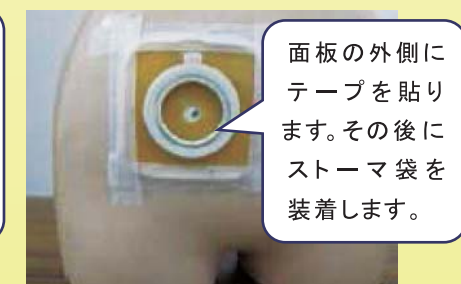 面板の外側に
テープを貼り
ます。その後に
ストーマ袋を
装着します。